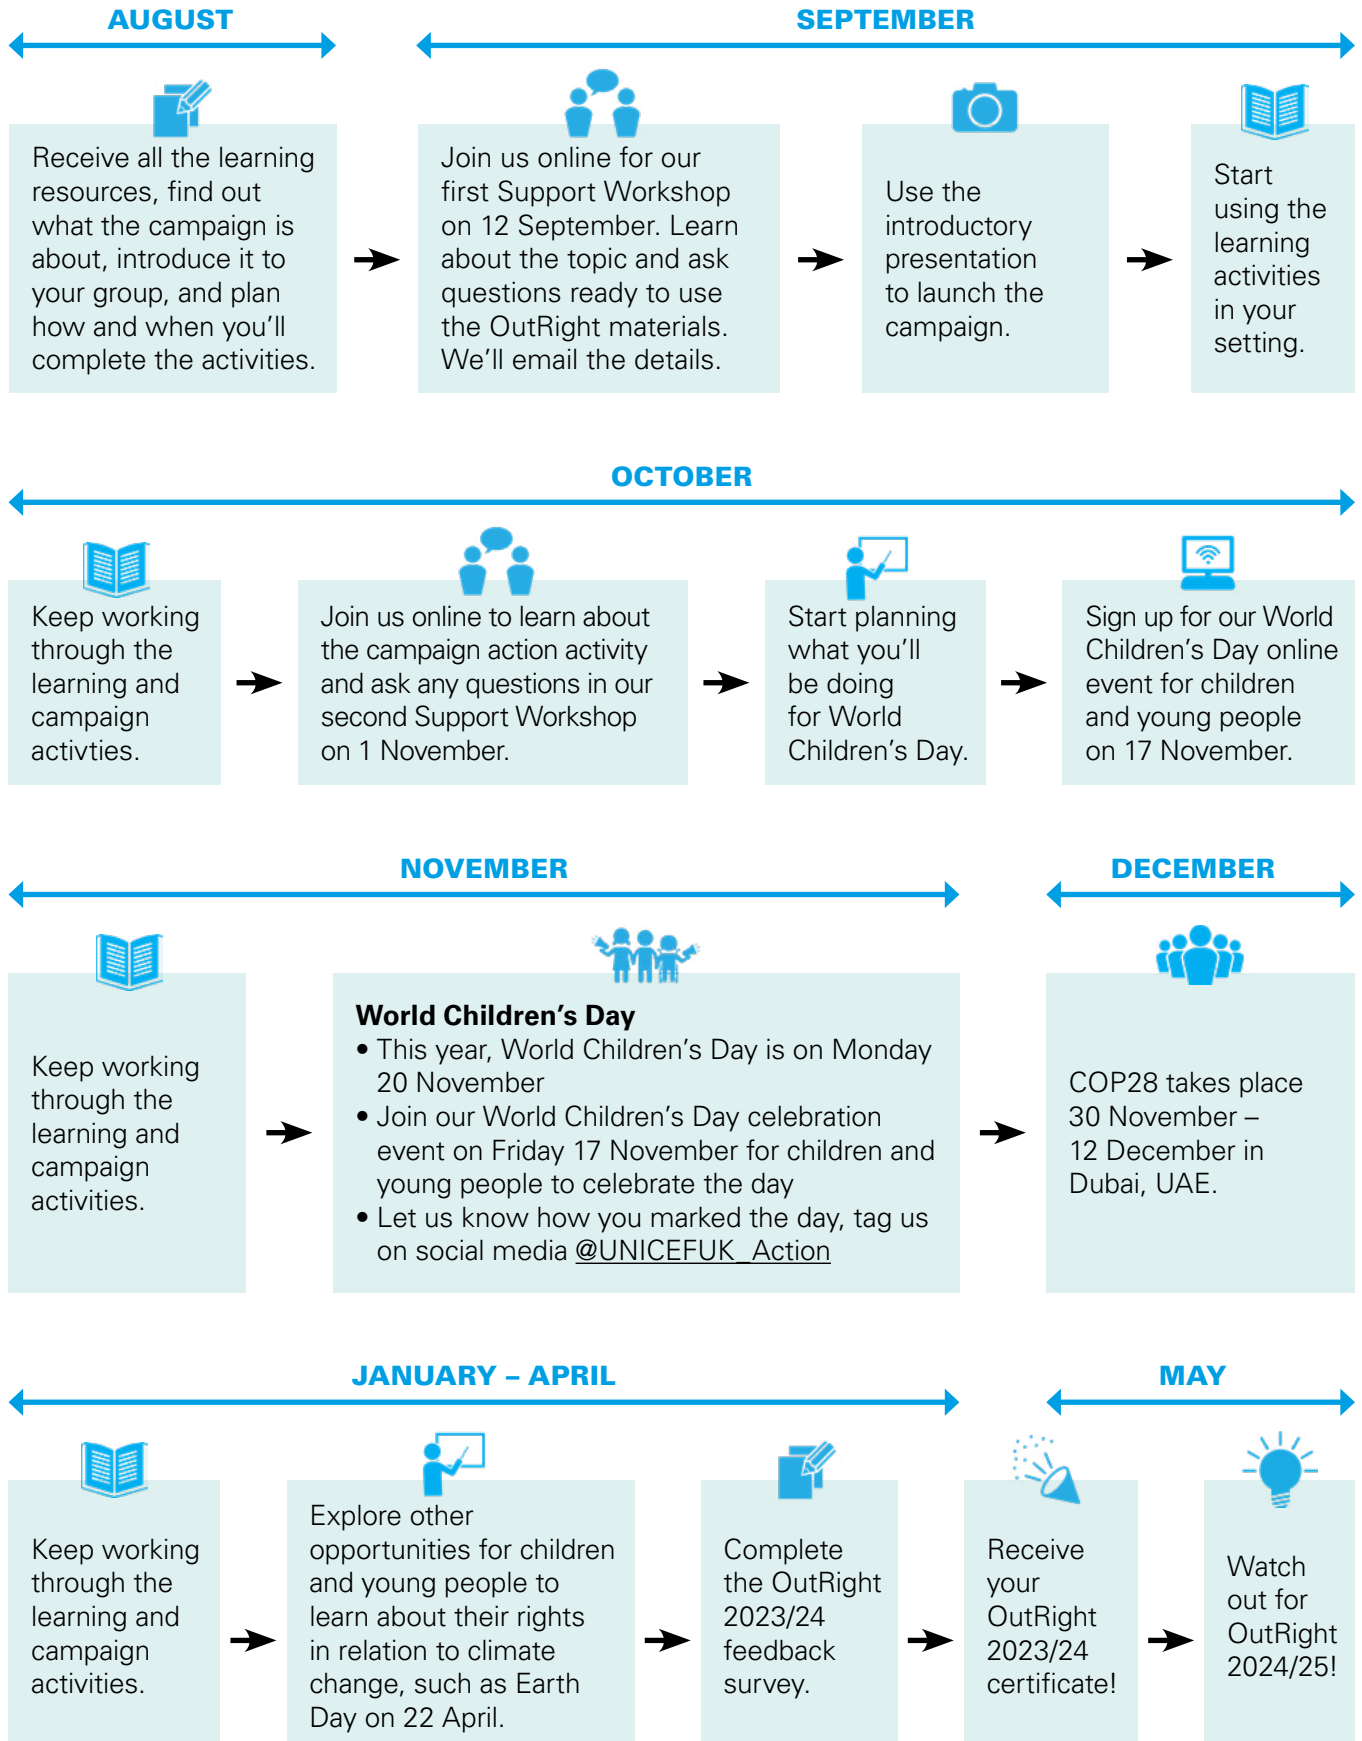 AUGUST
SEPTEMBER
Receive all the learning
resources, find out
what the campaign is
about, introduce it to
your group, and plan
how and when you’ll
complete the activities.
Join us online for our
first Support Workshop
on 12 September. Learn
about the topic and ask
questions ready to use
the OutRight materials.
We’ll email the details.
Use the
introductory
presentation
to launch the
campaign.
Start
using the
learning
activities
in your
setting.
OCTOBER
Keep working
through the
learning and
campaign
activties.
Join us online to learn about
the campaign action activity
and ask any questions in our
second Support Workshop
on 1 November.
Start planning
what you’ll
be doing
for World
Children’s Day.
Sign up for our World
Children’s Day online
event for children
and young people
on 17 November.
NOVEMBER
DECEMBER
Keep working
through the
learning and
campaign
activities.
World Children’s Day
• This year, World Children’s Day is on Monday
20 November
• Join our World Children’s Day celebration
event on Friday 17 November for children and
young people to celebrate the day
• Let us know how you marked the day, tag us
on social media @UNICEFUK_Action
COP28 takes place
30 November –
12 December in
Dubai, UAE.
JANUARY – APRIL
MAY
Keep working
through the
learning and
campaign
activities.
Explore other
opportunities for children
and young people to
learn about their rights
in relation to climate
change, such as Earth
Day on 22 April.
Complete
the OutRight
2023/24
feedback
survey.
Receive
your
OutRight
2023/24
certificate!
Watch
out for
OutRight
2024/25!